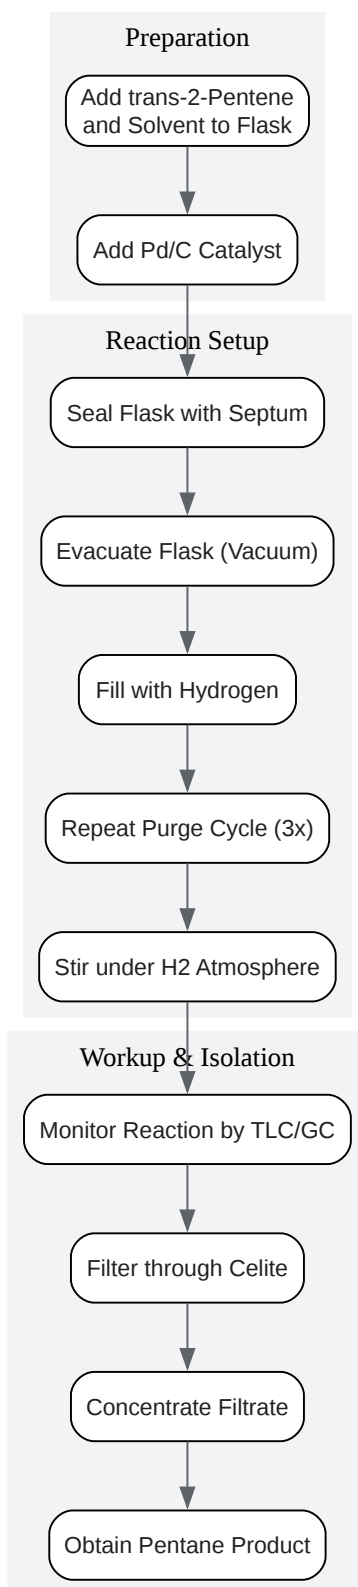 Preparation
Add trans-2-Pentene
and Solvent to Flask
Add Pd/C Catalyst
Reaction Setup
Seal Flask with Septum
Evacuate Flask (Vacuum)
Fill with Hydrogen
Repeat Purge Cycle (3x)
Stir under H2 Atmosphere
Workup & Isolation
Monitor Reaction by TLC/GC
Filter through Celite
Concentrate Filtrate
Obtain Pentane Product